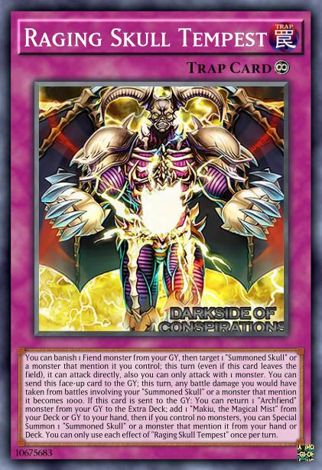 RAGING SKULL TEMPEST
TRAP
罠
TRAP CARD
DARKSIDE OF
CONSPIRATION
You can banish 1 Fiend monster from your GY, then target 1 "Summoned Skull" or
a monster that mention it you control; this turn (even if this card leaves the
field), it can attack directly, also you can only attack with 1 monster. You can
send this face-up card to the GY; this turn, any battle damage you would have
taken from battles involving your "Summoned Skull" or a monster that mention it
becomes 1000. If this card is sent to the GY: You can return 1 "Archfiend"
monster from your GY to the Extra Deck; add 1 "Makiu, the Magical Mist" from
your Deck or GY to your hand, then if you control no monsters, you can Special
Summon 1 "Summoned Skull" or a monster that mention it from your hand or
Deck. You can only use each effect of "Raging Skull Tempest" once per turn.
10675683